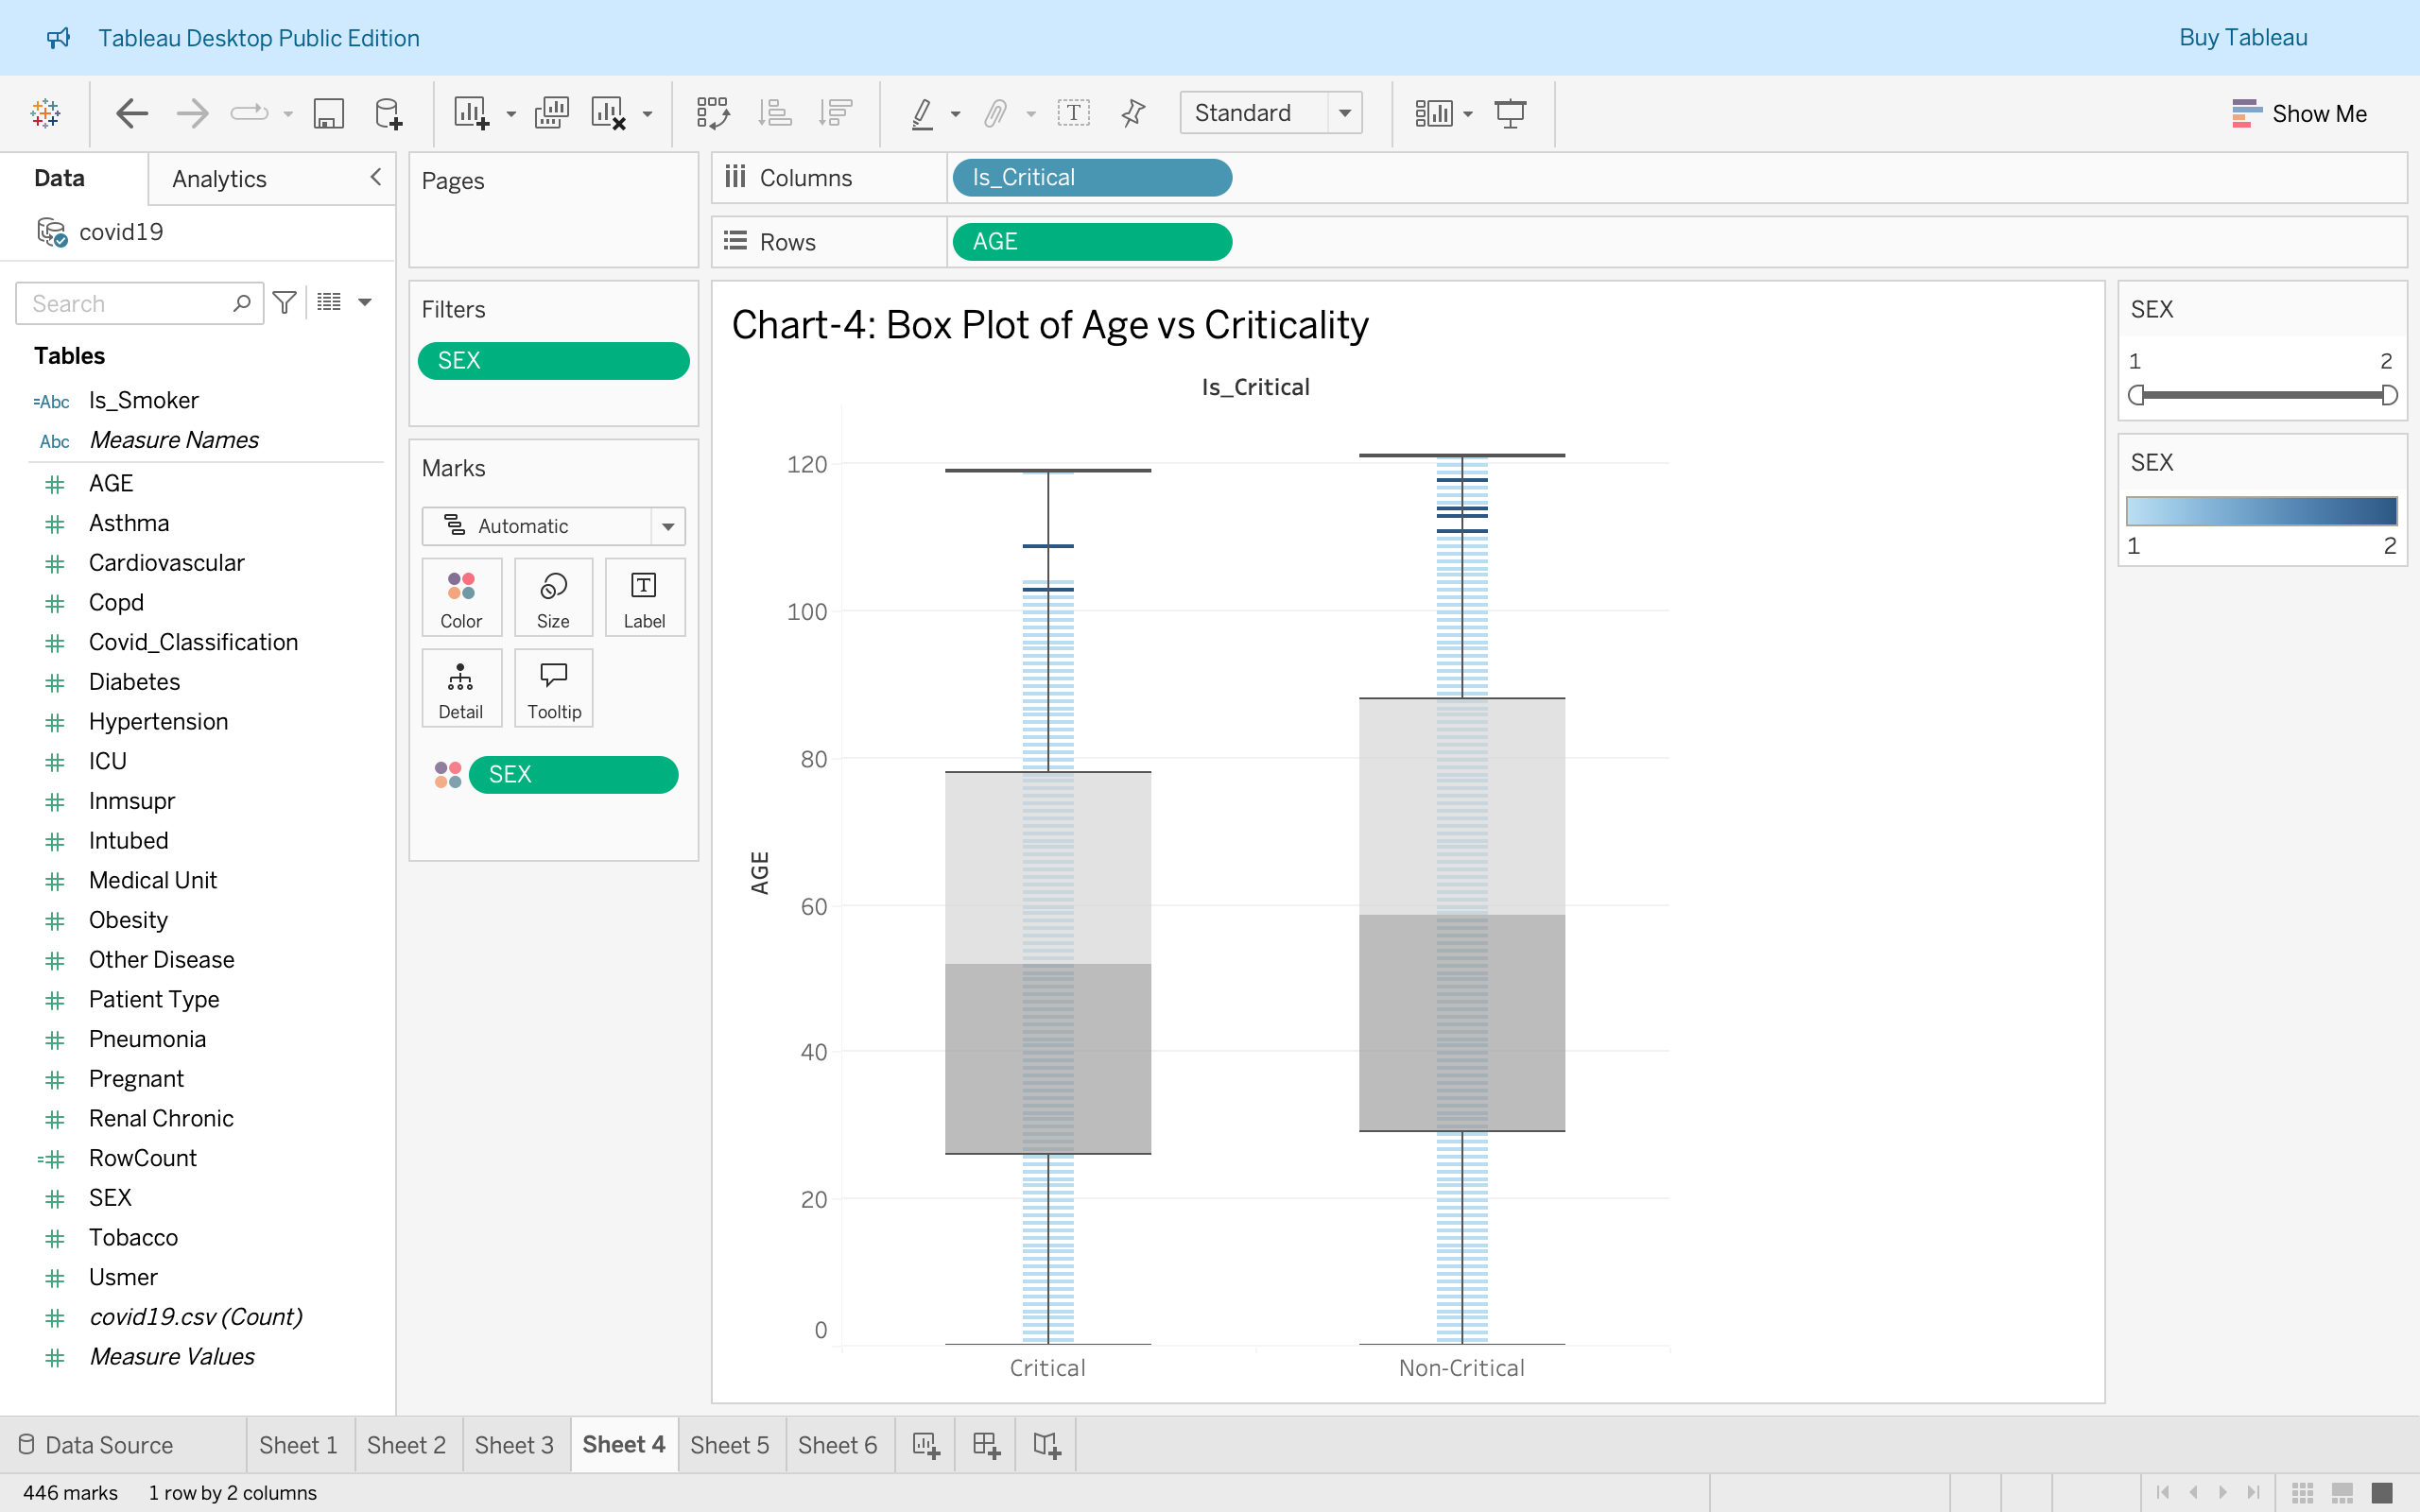 Tableau Desktop Public Edition
Buy Tableau
Standard
Show Me
Data
Analytics
covid19
Search
Tables
=Abc Is_Smoker
Abc Measure Names
AGE
Asthma
Cardiovascular
Copd
Covid_Classification
Diabetes
Hypertension
ICU
Inmsupr
Intubed
Medical Unit
Obesity
Other Disease
Patient Type
Pneumonia
Pregnant
Renal Chronic
RowCount
SEX
Tobacco
Usmer
covid19.csv (Count)
Measure Values
Pages
Filters
SEX
Marks
Automatic
Color
Size
Label
Detail
Tooltip
SEX
Columns
Is_Critical
Rows
AGE
Chart-4: Box Plot of Age vs Criticality
Is_Critical
AGE
120
100
80
60
40
20
0
Critical
Non-Critical
SEX
1
2
SEX
1
2
Data Source
Sheet 1
Sheet 2
Sheet 3
Sheet 4
Sheet 5
Sheet 6
446 marks
1 row by 2 columns